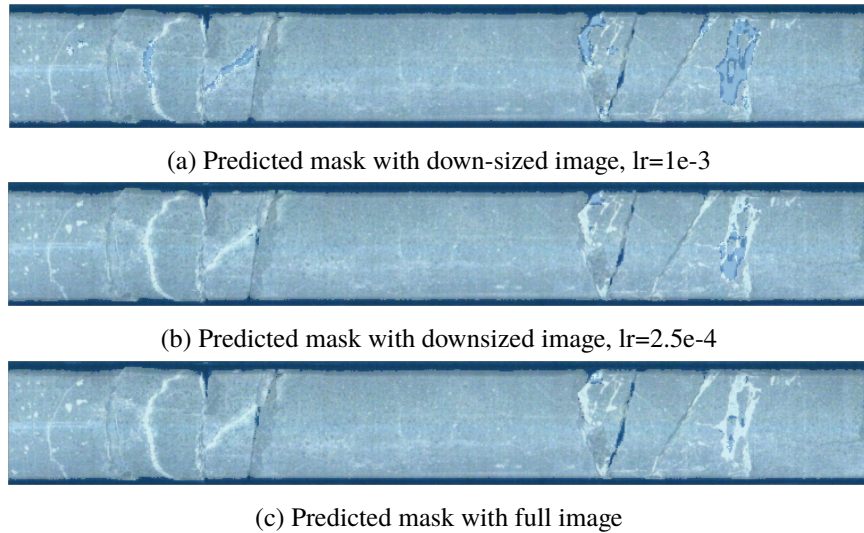 (a) Predicted mask with down-sized image, lr=1e-3
(b) Predicted mask with downsized image, lr=2.5e-4
(c) Predicted mask with full image